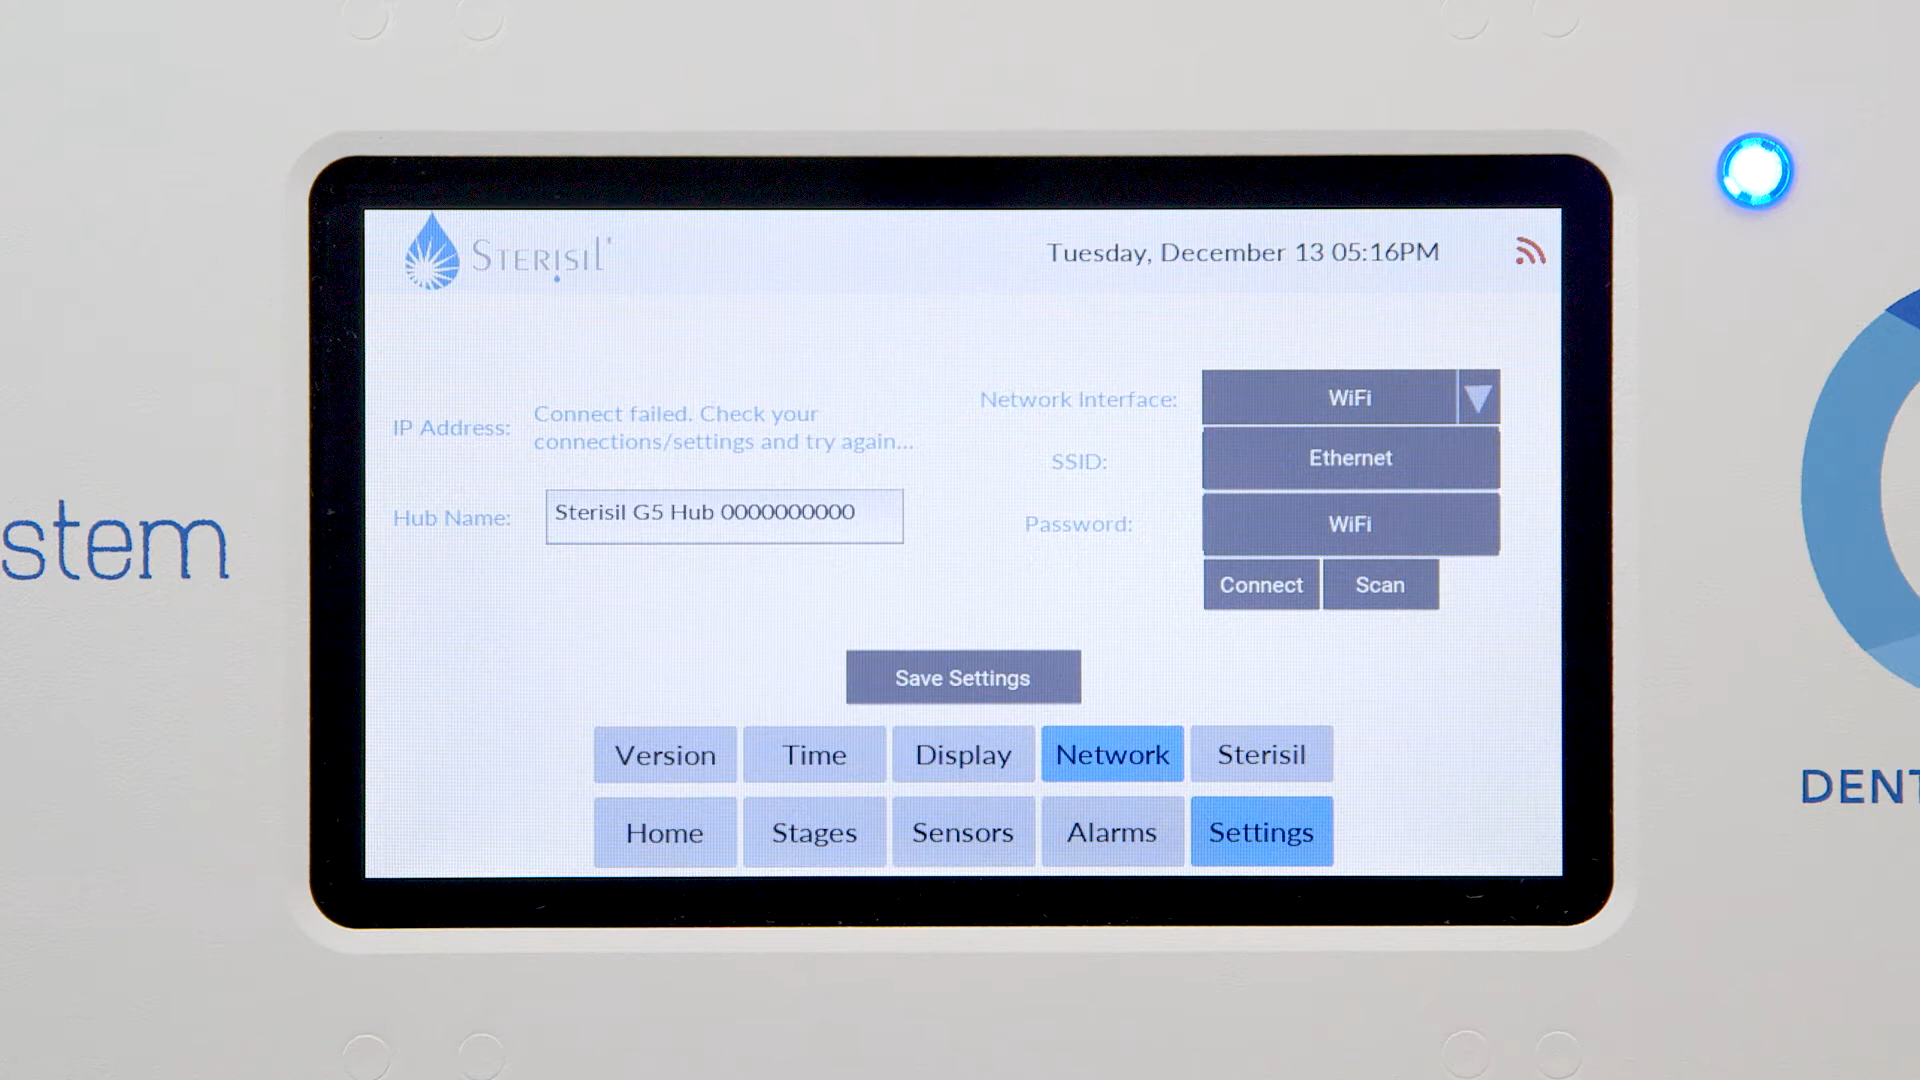 STERISIL
Tuesday, December 13 05:16PM
IP Address:
Connect failed. Check your
connections/settings and try again...
Hub Name:
Sterisil G5 Hub 0000000000
Network Interface:
WiFi
SSID:
Ethernet
Password:
WiFi
Connect
Scan
Save Settings
Version
Time
Display
Network
Sterisil
Home
Stages
Sensors
Alarms
Settings
stem
DENT